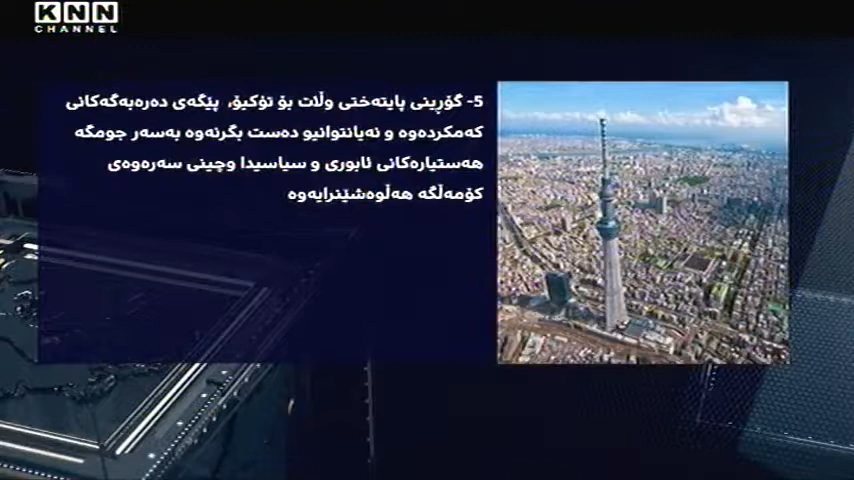 KNN
CHANNEL
5- گۆڕینی پایتەختی وڵات بۆ تۆکیۆ، پێگەی دەرەبەگەکانی
کەمکردەوە و نەیانتوانیو دەست بگرنەوە بەسەر جومگە
هەستیارەکانی ئابوری و سیاسیدا وچینی سەرەوەی
کۆمەڵگە هەڵوەشێنرایەوە